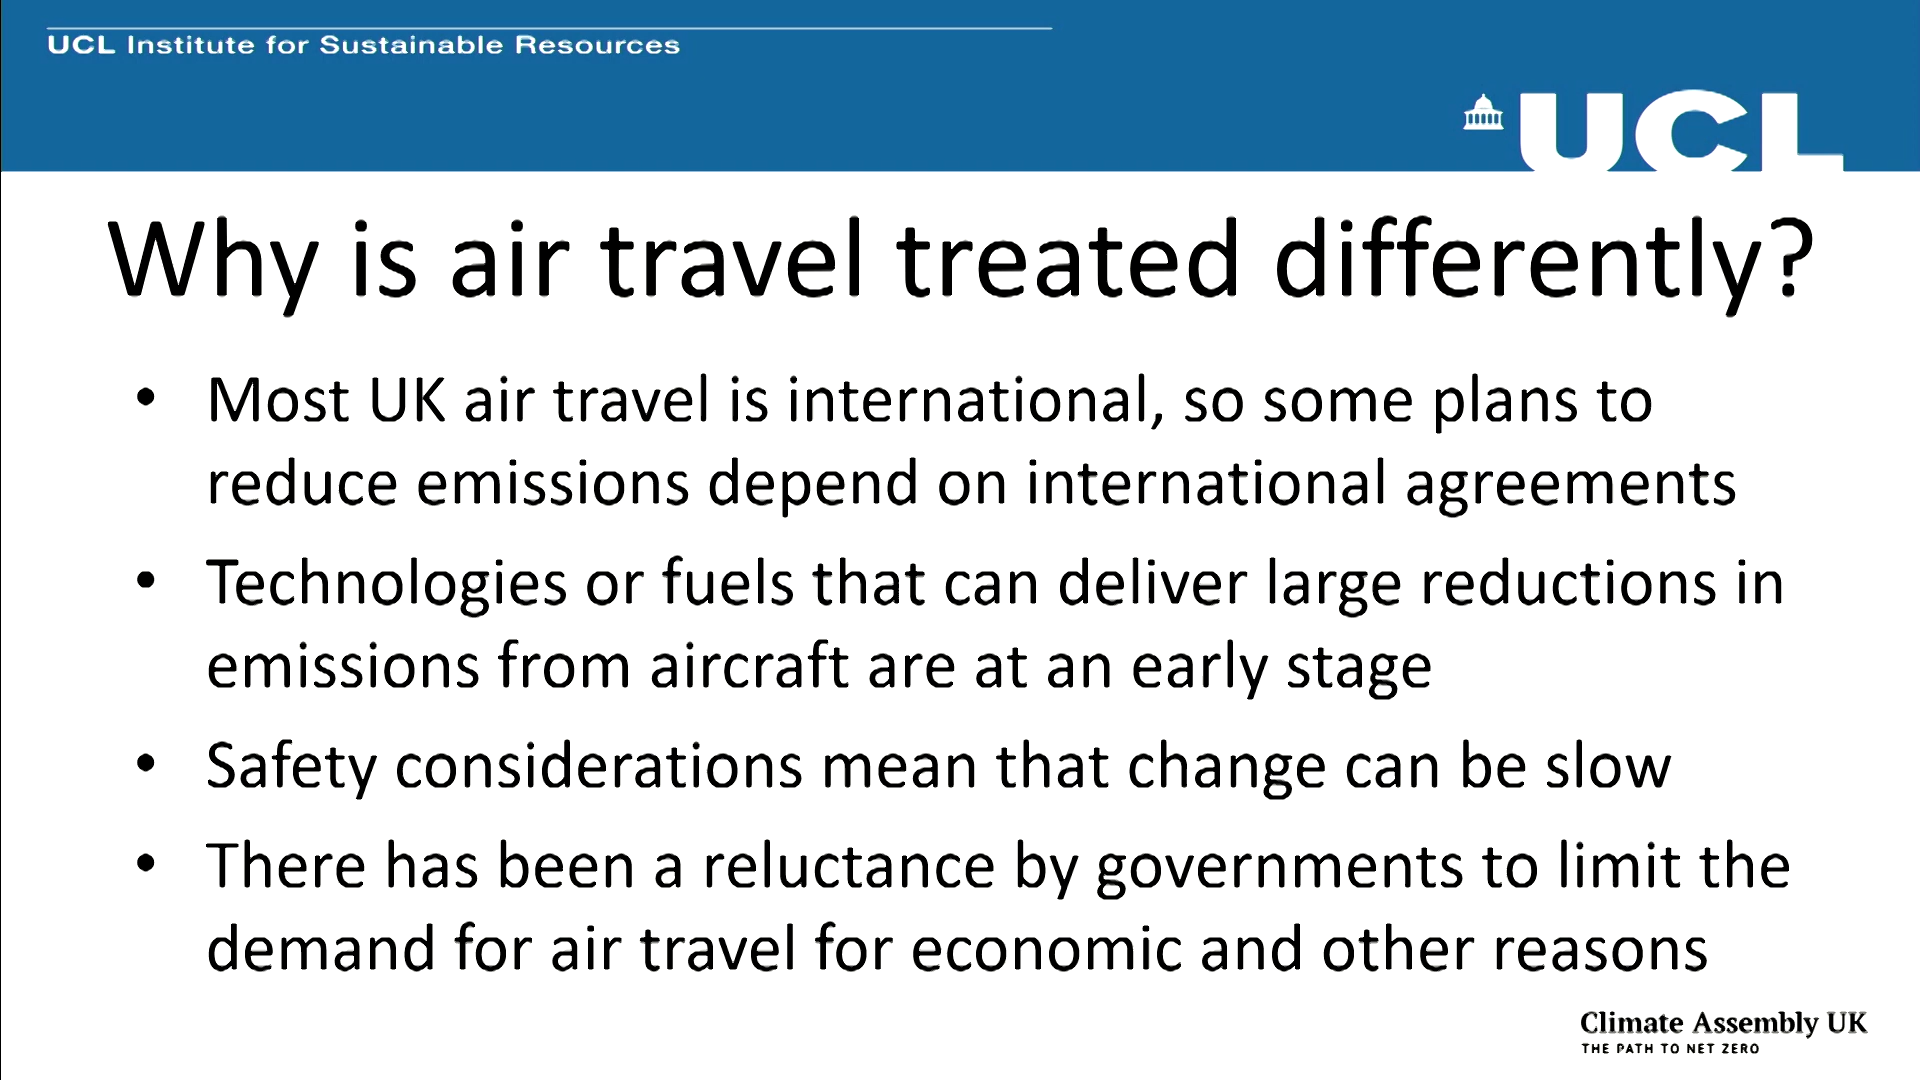 UCL Institute for Sustainable Resources
UCL
Why is air travel treated differently?
• Most UK air travel is international, so some plans to
reduce emissions depend on international agreements
• Technologies or fuels that can deliver large reductions in
emissions from aircraft are at an early stage
• Safety considerations mean that change can be slow
• There has been a reluctance by governments to limit the
demand for air travel for economic and other reasons
Climate Assembly UK
THE PATH TO NET ZERO